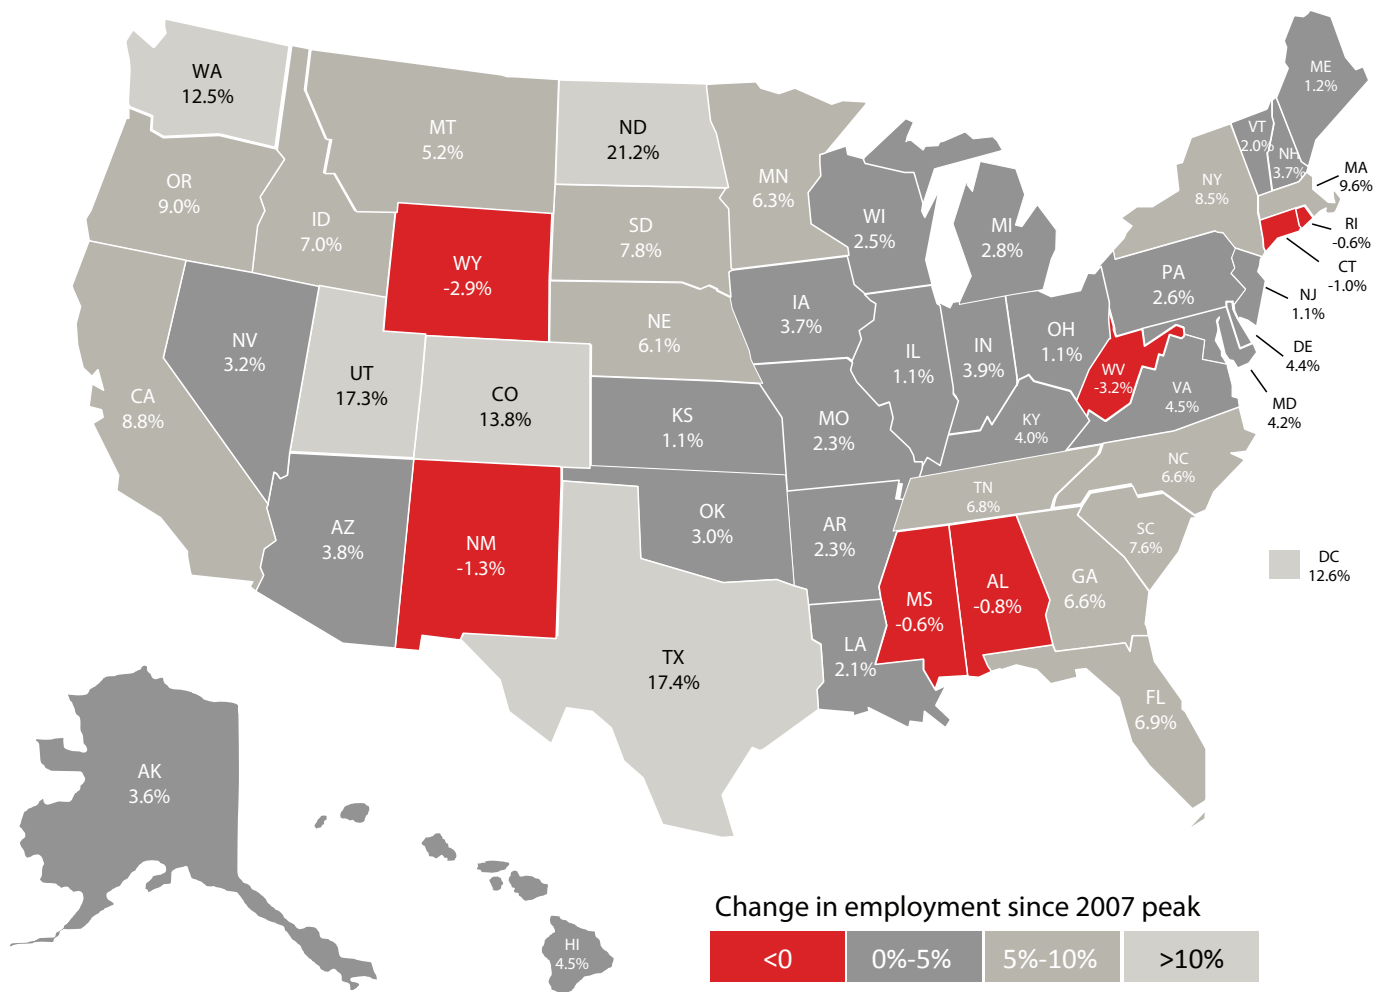 WA
12.5%
MT
5.2%
ND
21.2%
MN
6.3%
OR
9.0%
ID
7.0%
WY
-2.9%
SD
7.8%
WI
2.5%
MI
2.8%
NY
8.5%
VT
2.0%
NH
3.7%
ME
1.2%
MA
9.6%
RI
-0.6%
CT
-1.0%
NJ
1.1%
DE
4.4%
MD
4.2%
PA
2.6%
CA
8.8%
NV
3.2%
UT
17.3%
CO
13.8%
NE
6.1%
IA
3.7%
IL
1.1%
IN
3.9%
OH
1.1%
WV
-3.2%
VA
4.5%
KS
1.1%
MO
2.3%
KY
4.0%
NC
6.6%
TN
6.8%
SC
7.6%
AZ
3.8%
NM
-1.3%
OK
3.0%
AR
2.3%
MS
-0.6%
AL
-0.8%
GA
6.6%
DC
12.6%
TX
17.4%
LA
2.1%
FL
6.9%
AK
3.6%
HI
4.5%
Change in employment since 2007 peak
<0
0%-5%
5%-10%
>10%